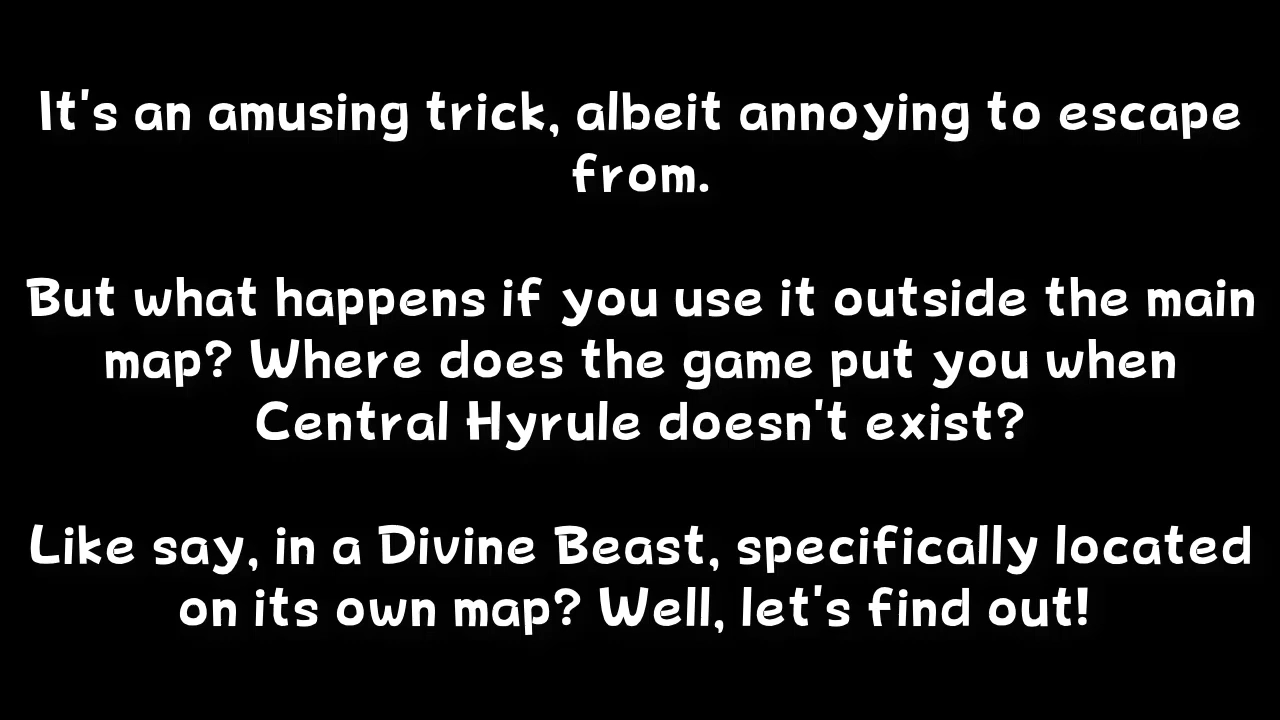 It's an amusing trick, albeit annoying to escape
from.
But what happens if you use it outside the main
map? Where does the game put you when
Central Hyrule doesn't exist?
Like say, in a Divine Beast, specifically located
on its own map? Well, let's find out!